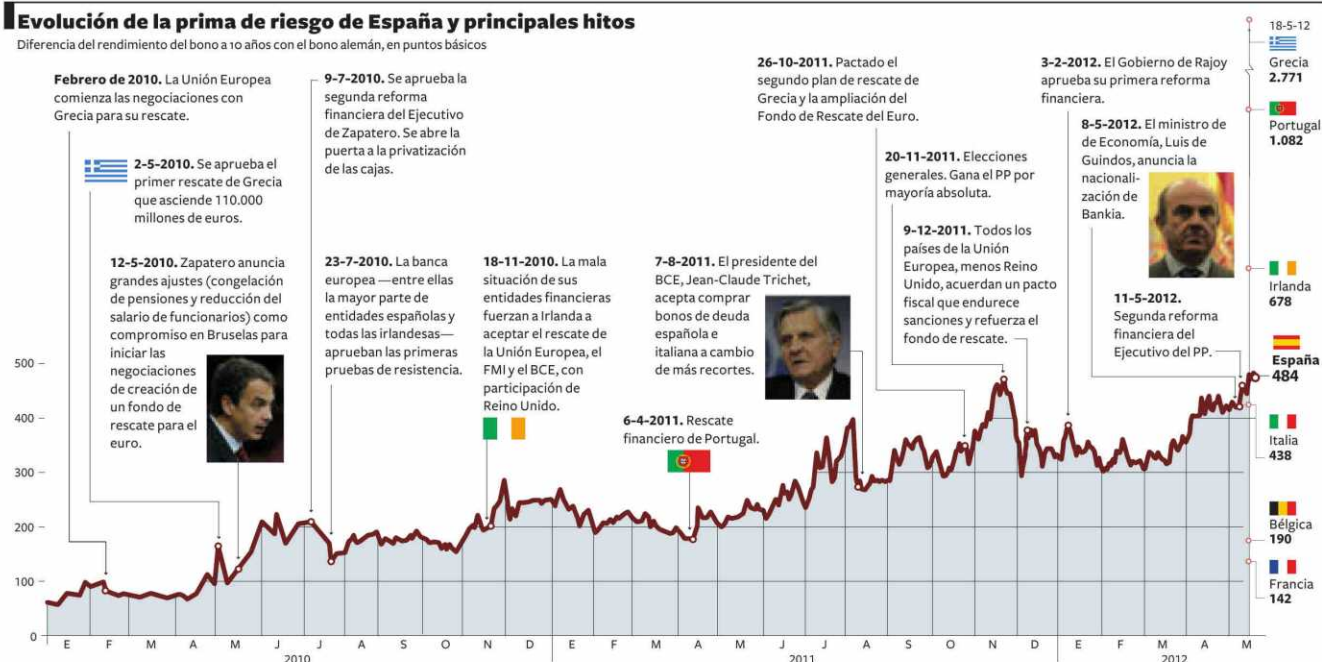 Evolución de la prima de riesgo de España y principales hitos
Diferencia del rendimiento del bono a 10 años con el bono alemán, en puntos básicos
Febrero de 2010. La Unión Europea
comienza las negociaciones con
Grecia para su rescate.
2-5-2010. Se aprueba el
primer rescate de Grecia
que asciende 110.000
millones de euros.
12-5-2010. Zapatero anuncia
grandes ajustes (congelación
de pensiones y reducción del
salario de funcionarios) como
compromiso en Bruselas para
iniciar las
negociaciones
de creación de
un fondo de
rescate para el
euro.
9-7-2010. Se aprueba la
segunda reforma
financiera del Ejecutivo
de Zapatero. Se abre la
puerta a la privatización
de las cajas.
23-7-2010. La banca
europea —entre ellas
la mayor parte de
entidades españolas y
todas las irlandesas—
aprueban las primeras
pruebas de resistencia.
18-11-2010. La mala
situación de sus
entidades financieras
fuerzan a Irlanda a
aceptar el rescate de
la Unión Europea, el
FMI y el BCE, con
participación de
Reino Unido.
6-4-2011. Rescate
financiero de Portugal.
7-8-2011. El presidente del
BCE, Jean-Claude Trichet,
acepta comprar
bonos de deuda
española e
italiana a cambio
de más recortes.
26-10-2011. Pactado el
segundo plan de rescate de
Grecia y la ampliación del
Fondo de Rescate del Euro.
20-11-2011. Elecciones
generales. Gana el PP por
mayoría absoluta.
9-12-2011. Todos los
países de la Unión
Europea, menos Reino
Unido, acuerdan un pacto
fiscal que endurece
sanciones y refuerza el
fondo de rescate.
3-2-2012. El Gobierno de Rajoy
aprueba su primera reforma
financiera.
8-5-2012. El ministro de
de Economía, Luis de
Guindos, anuncia la
nacionali-
zación de
Bankia.
11-5-2012.
Segunda reforma
financiera del
Ejecutivo del PP.
18-5-12
Grecia
2.771
Portugal
1.082
Irlanda
678
España
484
Italia
438
Bélgica
190
Francia
142
500
400
300
200
100
0
E F M A M J J A S O N D E F M A M J J A S O N D E F M A M
2010 2011 2012